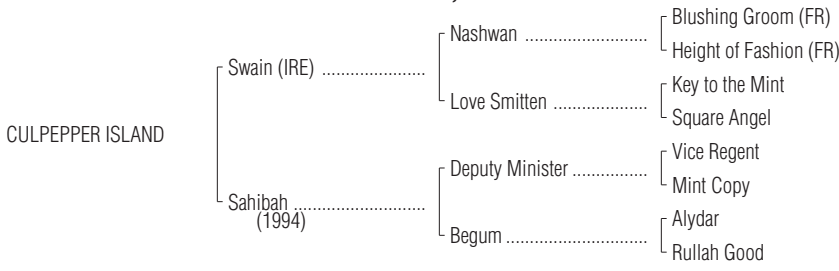 Blushing Groom (FR)
Nashwan ................................
Height of Fashion (FR)
Swain (IRE) ...........................
Key to the Mint
Love Smitten ........................
Square Angel
CULPEPPER ISLAND
Vice Regent
Deputy Minister ...................
Mint Copy
Sahibah ..................................
(1994)
Alydar
Begum ....................................
Rullah Good